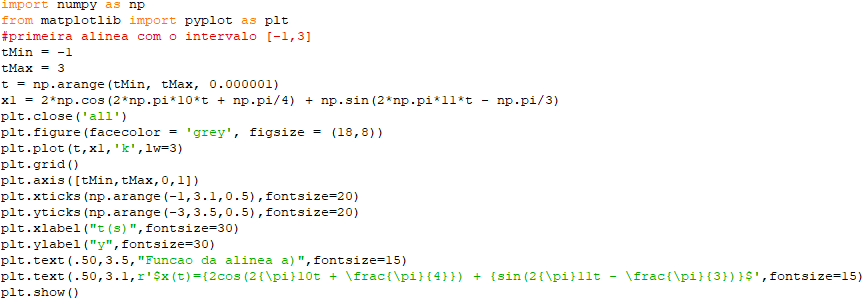 import numpy as np
from matplotlib import pyplot as plt
#primeira alinea com o intervalo [-1,3]
tMin = -1
tMax = 3
t = np.arange(tMin, tMax, 0.000001)
x1 = 2*np.cos(2*np.pi*10*t + np.pi/4) + np.sin(2*np.pi*11*t - np.pi/3)
plt.close('all')
plt.figure(facecolor = 'grey', figsize = (18,8))
plt.plot(t,x1,'k',lw=3)
plt.grid()
plt.axis([tMin,tMax,0,1])
plt.xticks(np.arange(-1,3.1,0.5),fontsize=20)
plt.yticks(np.arange(-3,3.5,0.5),fontsize=20)
plt.xlabel("t(s)",fontsize=30)
plt.ylabel("y",fontsize=30)
plt.text(.50,3.5,"Funcao da alinea a)",fontsize=15)
plt.text(.50,3.1,r'$x(t)={2cos(2{\pi}10t + \frac{\pi}{4}}) + {sin(2{\pi}11t - \frac{\pi}{3})}$',fontsize=15)
plt.show()